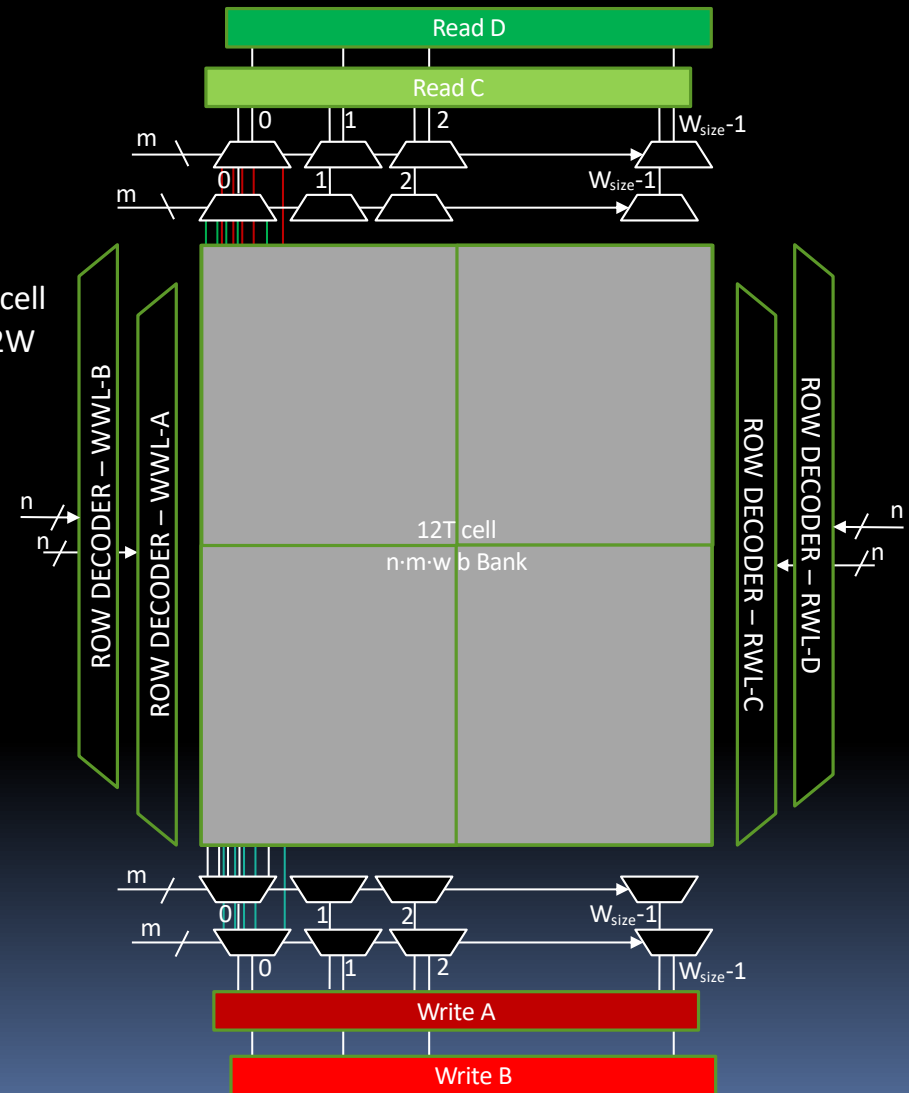 Read D
Read C
0
1
2
Wsize-1
m
0
1
2
Wsize-1
m
cell
2W
ROW DECODER – WWL-B
ROW DECODER – WWL-A
n
n
12T cell
n·m·w b Bank
ROW DECODER – RWL-C
ROW DECODER – RWL-D
n
n
m
0
1
2
Wsize-1
m
0
1
2
Wsize-1
Write A
Write B